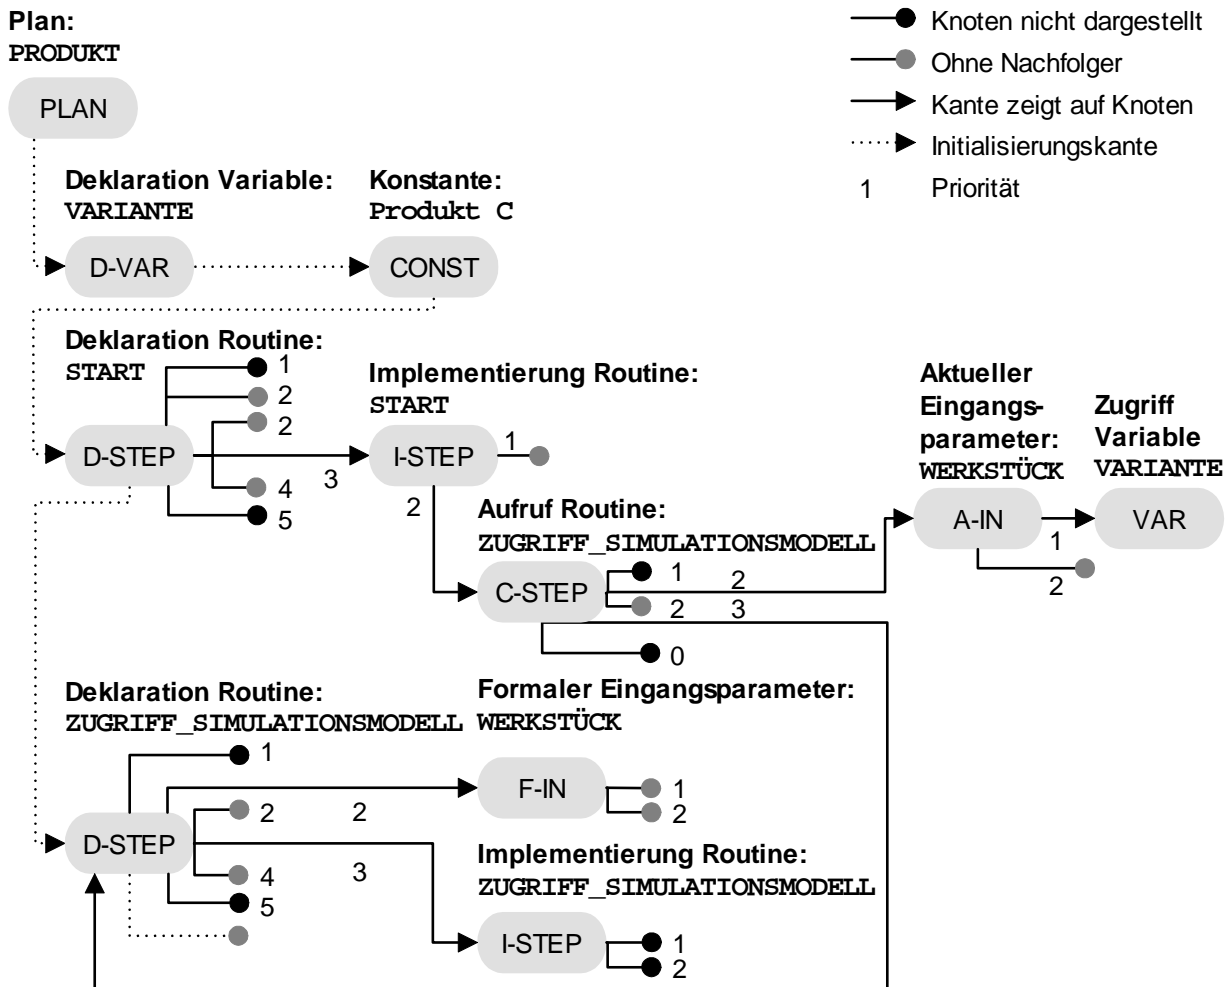 Plan:
PRODUKT
PLAN
Knoten nicht dargestellt
Ohne Nachfolger
Kante zeigt auf Knoten
Initialisierungskante
1 Priorität
Deklaration Variable:
VARIANTE
D-VAR
Konstante:
Produkt C
CONST
Deklaration Routine:
START
D-STEP
1
2
2
3
4
5
Implementierung Routine:
START
I-STEP
1
2
Aufruf Routine:
ZUGRIFF_SIMULATIONSMODELL
C-STEP
1
2
2
3
0
Aktueller
Eingangs-
parameter:
WERKSTÜCK
A-IN
1
2
Zugriff
Variable
VARIANTE
VAR
Deklaration Routine:
ZUGRIFF_SIMULATIONSMODELL
D-STEP
1
2
2
3
4
5
Formaler Eingangsparameter:
WERKSTÜCK
F-IN
1
2
Implementierung Routine:
ZUGRIFF_SIMULATIONSMODELL
I-STEP
1
2